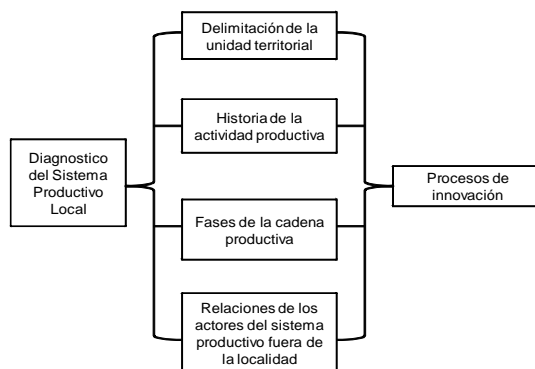 Delimitación de la
unidad territorial
Historia de la
actividad productiva
Diagnostico
del Sistema
Productivo
Local
Procesos de
innovación
Fases de la cadena
productiva
Relaciones de los
actores del sistema
productivo fuera de
la localidad